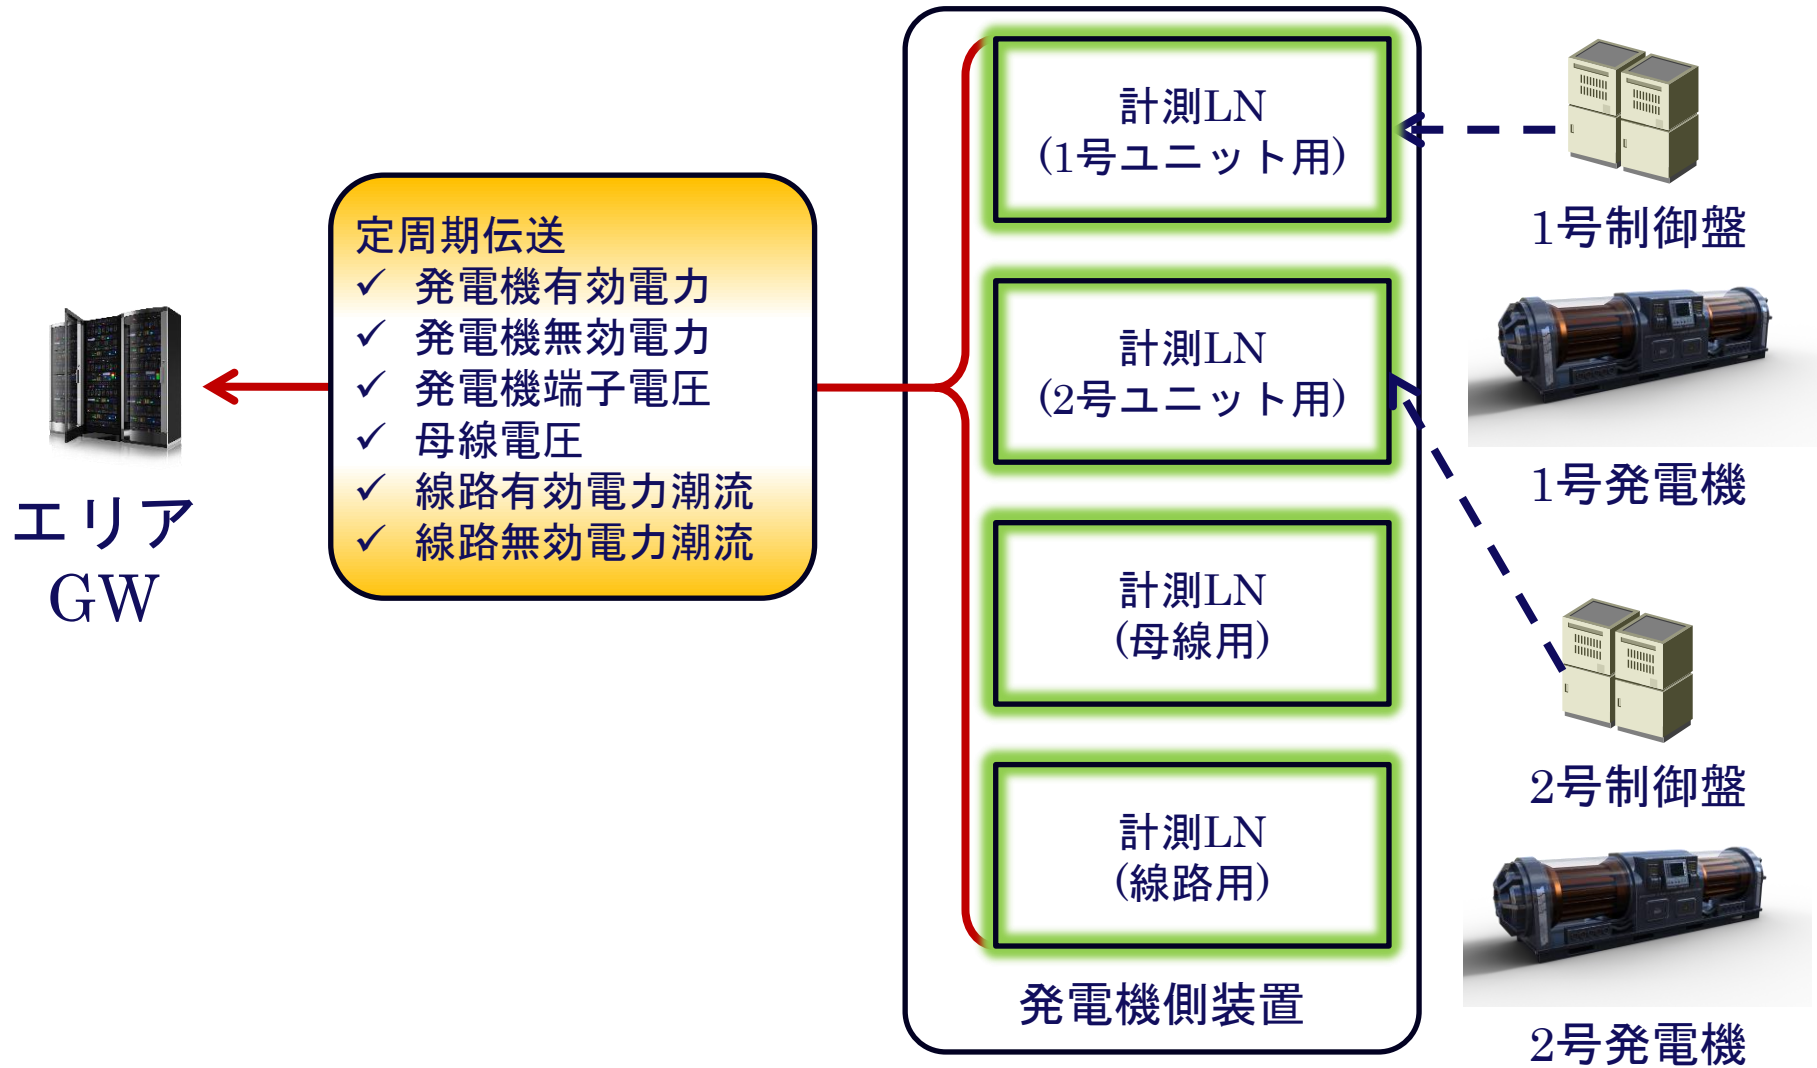 エリア
GW
定周期伝送
✓ 発電機有効電力
✓ 発電機無効電力
✓ 発電機端子電圧
✓ 母線電圧
✓ 線路有効電力潮流
✓ 線路無効電力潮流
計測LN
(1号ユニット用)
計測LN
(2号ユニット用)
計測LN
(母線用)
計測LN
(線路用)
発電機側装置
1号制御盤
1号発電機
2号制御盤
2号発電機